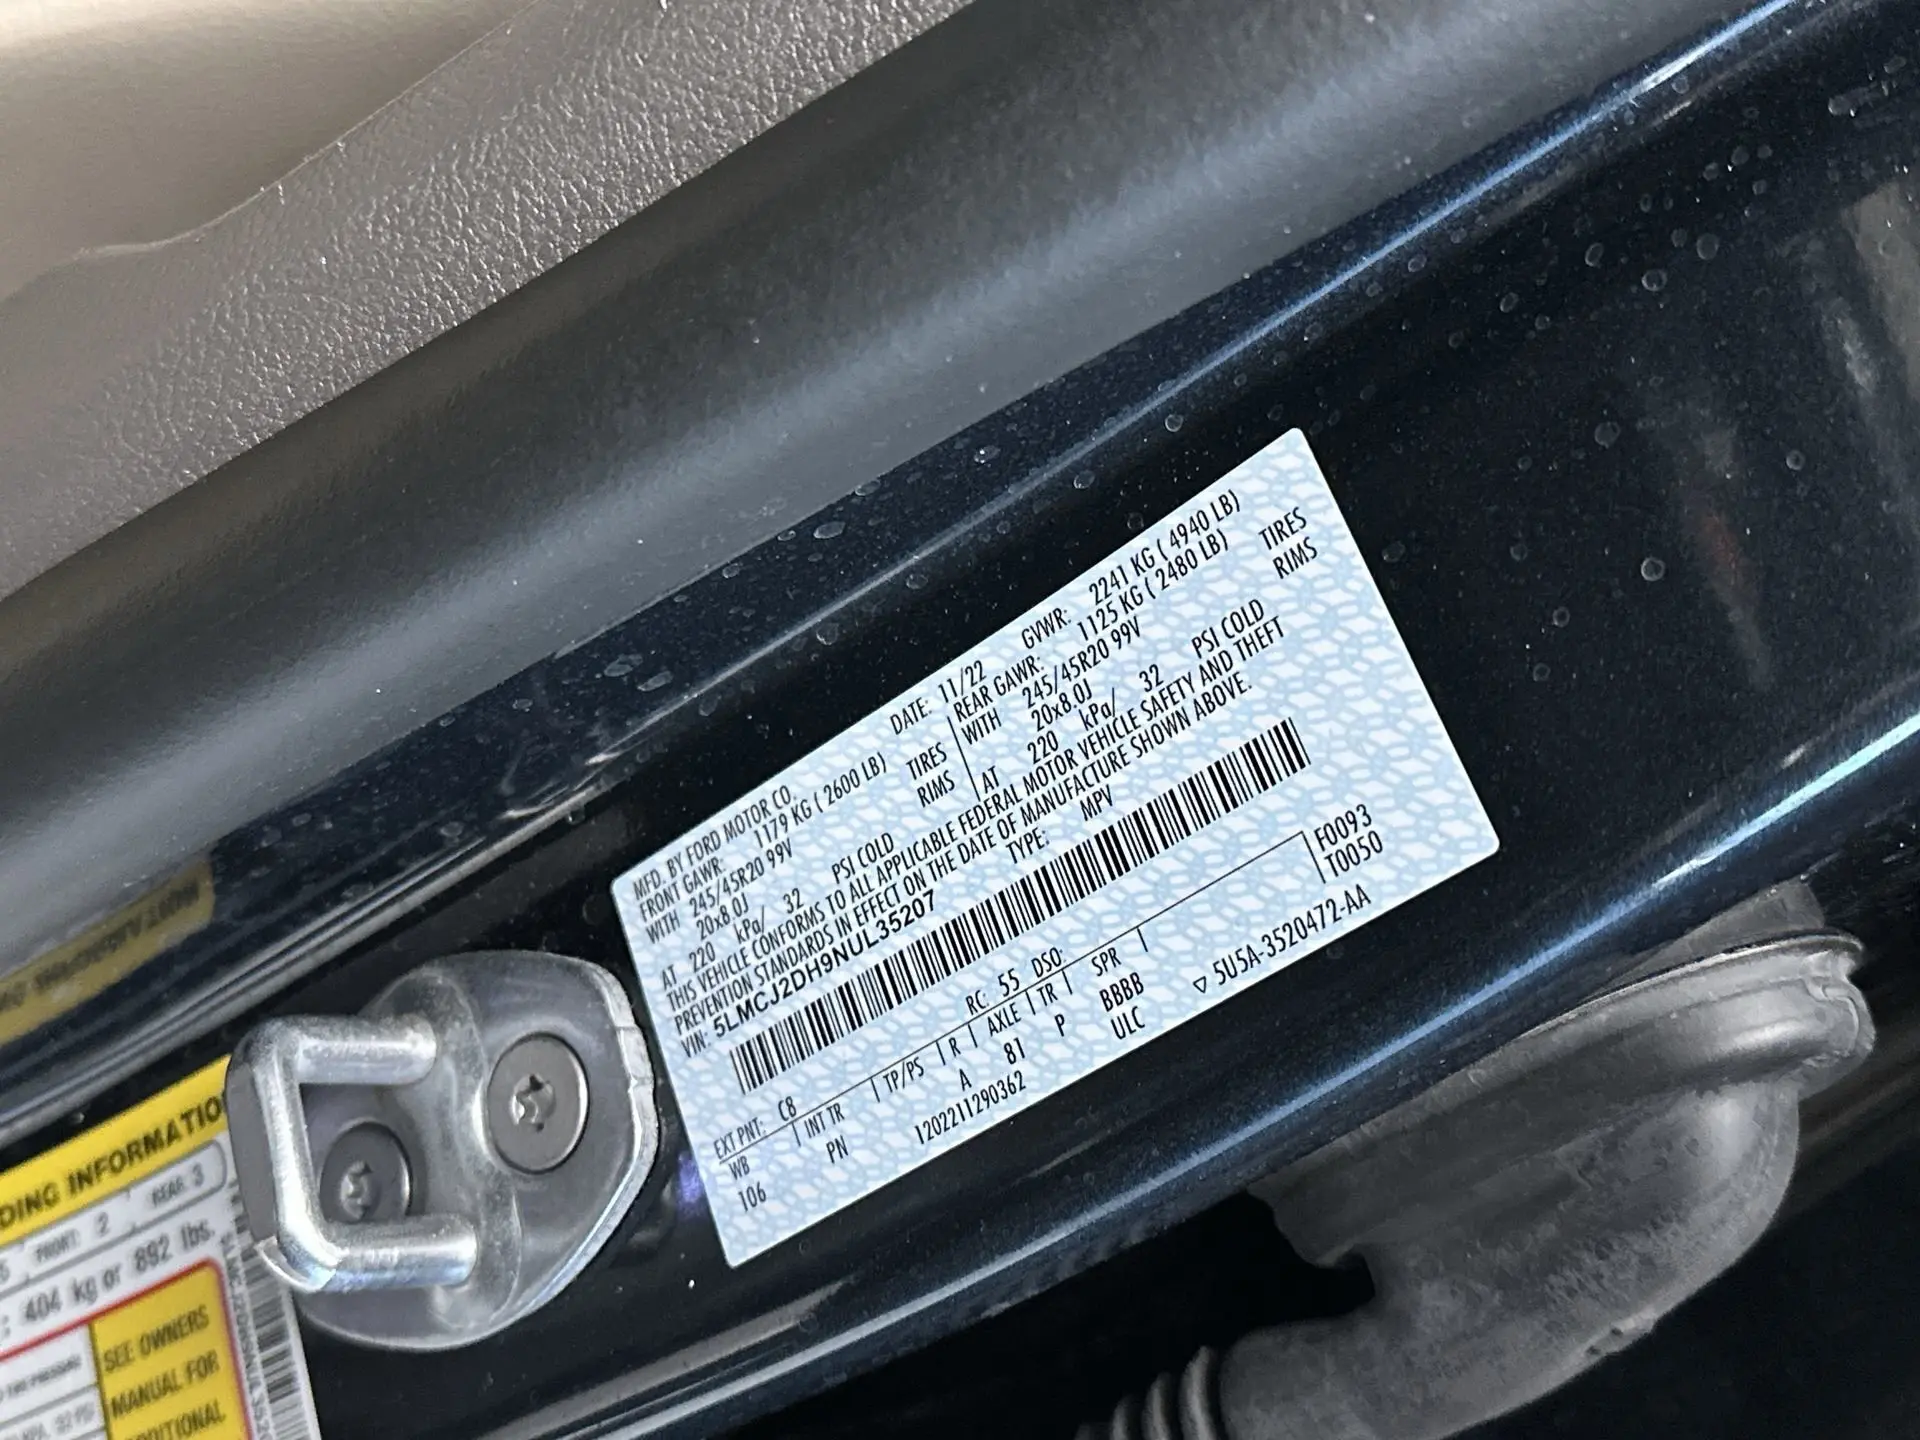 MFD. BY FORD MOTOR CO. DATE: 11/22 GVWR: 2241 KG ( 4940 LB)
FRONT GAWR: 1179 KG ( 2600 LB) REAR GAWR: 1125 KG ( 2480 LB)
WITH 245/45R20 99V TIRES WITH 245/45R20 99V TIRES
20x8.0J RIMS 20x8.0J RIMS
AT 220 kPa/ 32 PSI COLD AT 220 kPa/ 32 PSI COLD
THIS VEHICLE CONFORMS TO ALL APPLICABLE FEDERAL MOTOR VEHICLE SAFETY AND THEFT
PREVENTION STANDARDS IN EFFECT ON THE DATE OF MANUFACTURE SHOWN ABOVE.
VIN: 5LMCJ2DH9NUL35207 TYPE: MPV
F0093
T0050
EXT PNT: C8 RC: 55 DSO:
WB INT TR TP/PS R AXLE TR SPR
106 PN A 81 P BBBB
1202211290362 ULC
▽ 5U5A-3520472-AA
DING INFORMATIO
FRONT: 2 REAR: 3
: 404 kg or 892 lbs.
SEE OWNERS
MANUAL FOR
DDITIONAL